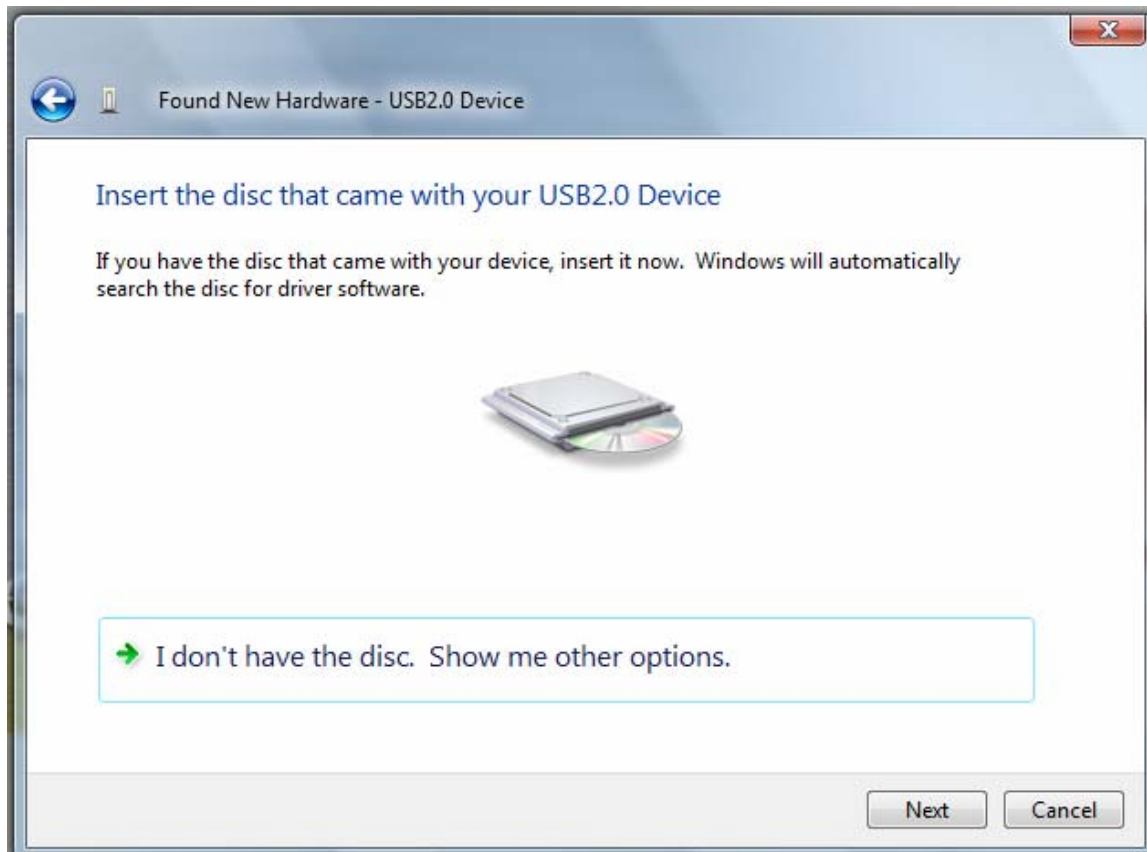 Found New Hardware - USB2.0 Device
Insert the disc that came with your USB2.0 Device
If you have the disc that came with your device, insert it now.  Windows will automatically
search the disc for driver software.
I don't have the disc.  Show me other options.
Next
Cancel